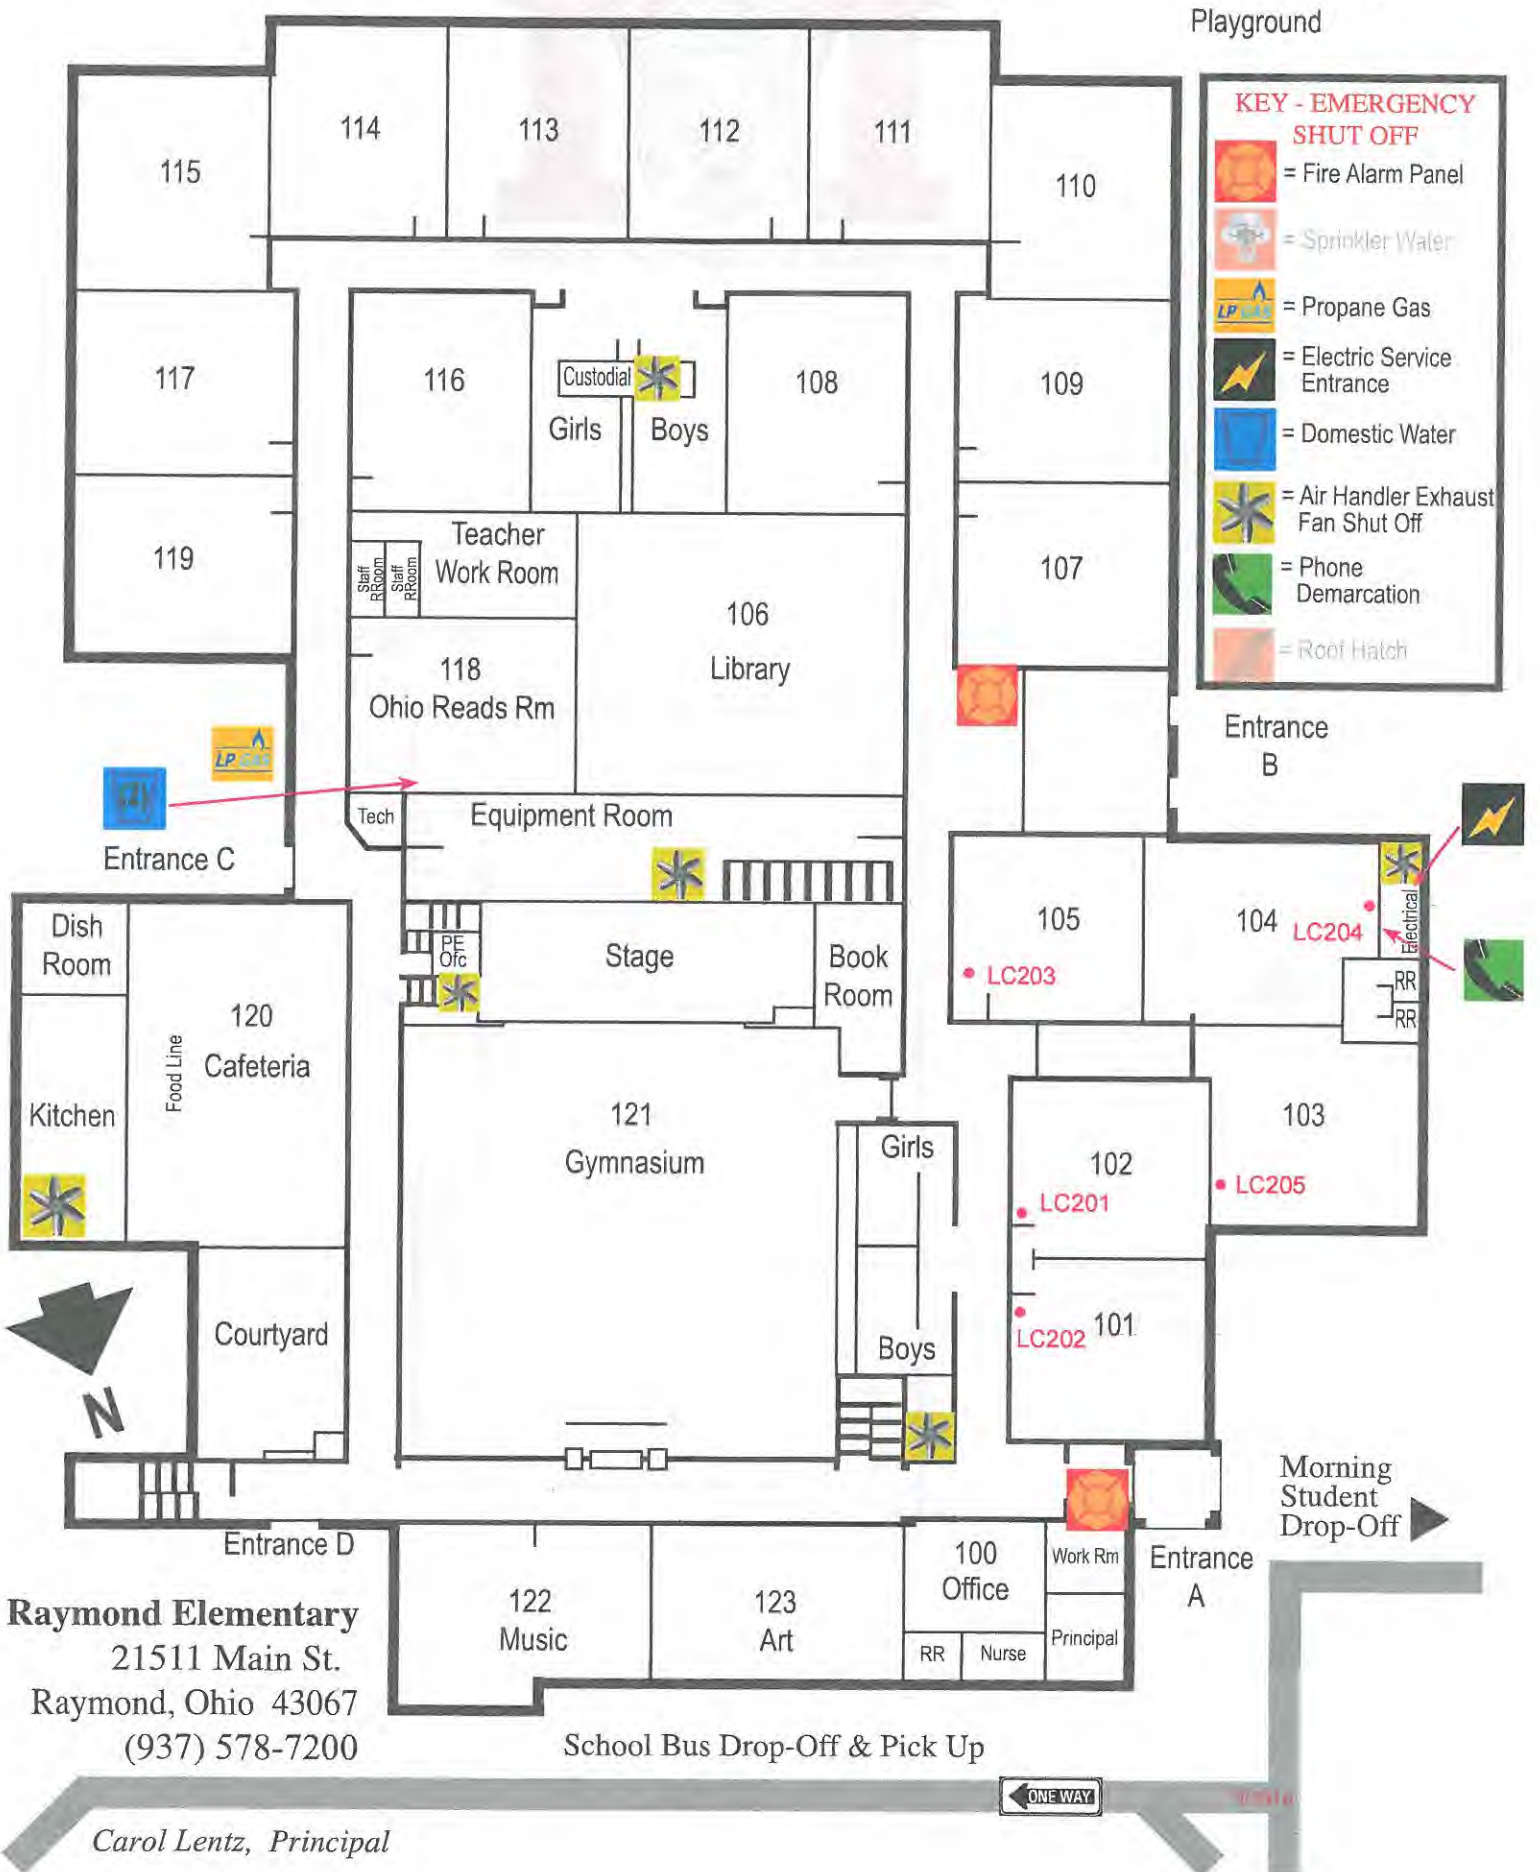 Playground
KEY - EMERGENCY
SHUT OFF
= Fire Alarm Panel
= Sprinkler Water
LP GAS
= Propane Gas
= Electric Service
Entrance
= Domestic Water
= Air Handler Exhaust
Fan Shut Off
= Phone
Demarcation
= Roof Hatch
114
113
112
111
115
110
117
116
Custodial
108
109
Girls
Boys
119
Teacher
Work Room
Staff
RRoom
Staff
RRoom
107
106
Library
118
Ohio Reads Rm
LP GAS
Entrance
B
Tech
Equipment Room
Entrance C
Dish
Room
PE
Ofc
Stage
Book
Room
105
104
LC204
Electrical
LC203
RR
RR
120
Cafeteria
Food Line
Kitchen
121
Gymnasium
Girls
102
103
LC201
LC205
Courtyard
Boys
LC202
101
N
Morning
Student
Drop-Off
Entrance D
100
Office
Work Rm
Entrance
A
122
Music
123
Art
RR
Nurse
Principal
Raymond Elementary
21511 Main St.
Raymond, Ohio 43067
(937) 578-7200
School Bus Drop-Off & Pick Up
ONE WAY
Carol Lentz, Principal